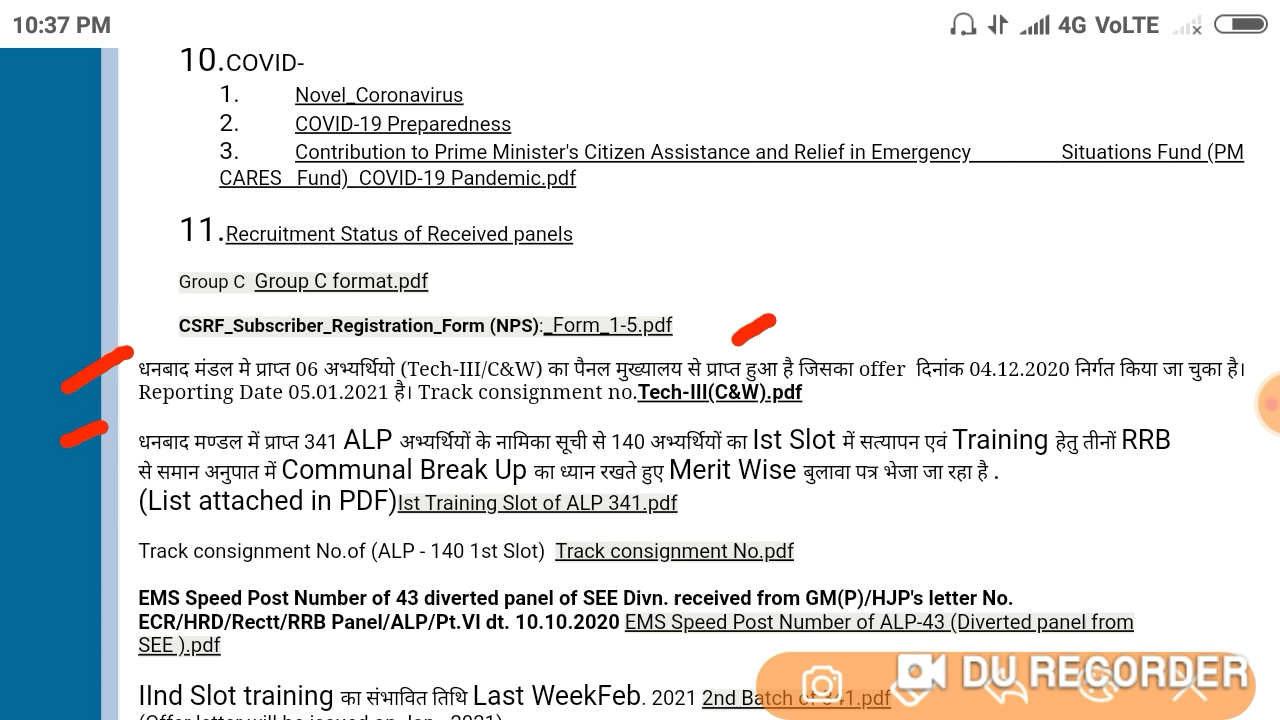 10:37 PM
4G VoLTE
10.COVID-
1. Novel_Coronavirus
2. COVID-19 Preparedness
3. Contribution to Prime Minister's Citizen Assistance and Relief in Emergency Situations Fund (PM
CARES Fund)_COVID-19 Pandemic.pdf
11.Recruitment Status of Received panels
Group C Group C format.pdf
CSRF_Subscriber_Registration_Form (NPS):_Form_1-5.pdf
धनबाद मंडल मे प्राप्त 06 अभ्यर्थियो (Tech-III/C&W) का पैनल मुख्यालय से प्राप्त हुआ है जिसका offer दिनांक 04.12.2020 निर्गत किया जा चुका है।
Reporting Date 05.01.2021 है। Track consignment no.Tech-III(C&W).pdf
धनबाद मण्डल में प्राप्त 341 ALP अभ्यर्थियों के नामिका सूची से 140 अभ्यर्थियों का Ist Slot में सत्यापन एवं Training हेतु तीनों RRB
से समान अनुपात में Communal Break Up का ध्यान रखते हुए Merit Wise बुलावा पत्र भेजा जा रहा है .
(List attached in PDF)Ist Training Slot of ALP 341.pdf
Track consignment No.of (ALP - 140 1st Slot) Track consignment No.pdf
EMS Speed Post Number of 43 diverted panel of SEE Divn. received from GM(P)/HJP's letter No.
ECR/HRD/Rectt/RRB Panel/ALP/Pt.VI dt. 10.10.2020 EMS Speed Post Number of ALP-43 (Diverted panel from
SEE ).pdf
IInd Slot training का संभावित तिथि Last WeekFeb. 2021 2nd Batch of 341.pdf
DU RECORDER